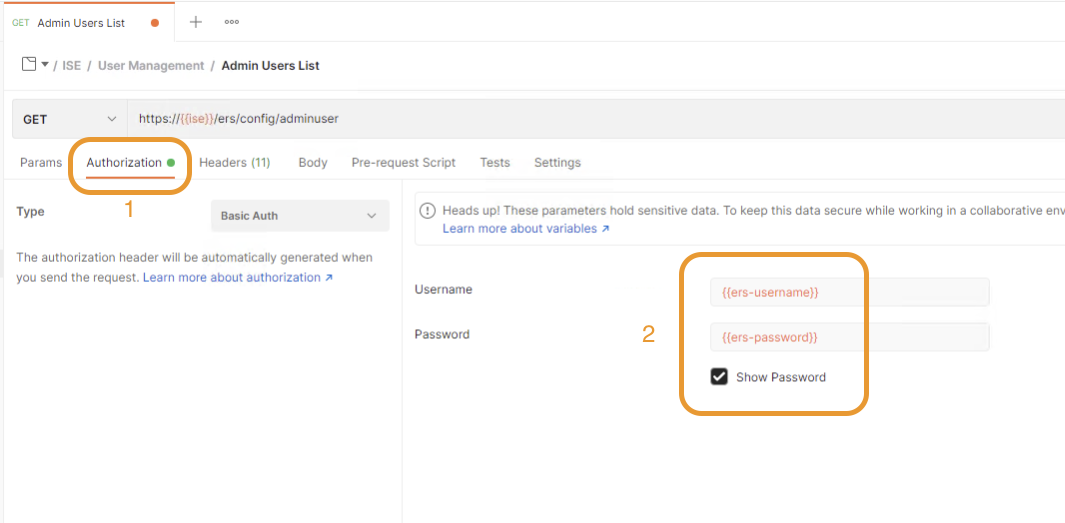 GET Admin Users List
/ ISE / User Management / Admin Users List
GET https://{{ise}}/ers/config/adminuser
Params Authorization Headers (11) Body Pre-request Script Tests Settings
1
Type Basic Auth
The authorization header will be automatically generated when
you send the request. Learn more about authorization ↗
Heads up! These parameters hold sensitive data. To keep this data secure while working in a collaborative env
Learn more about variables ↗
Username {{ers-username}}
Password {{ers-password}}
2
Show Password